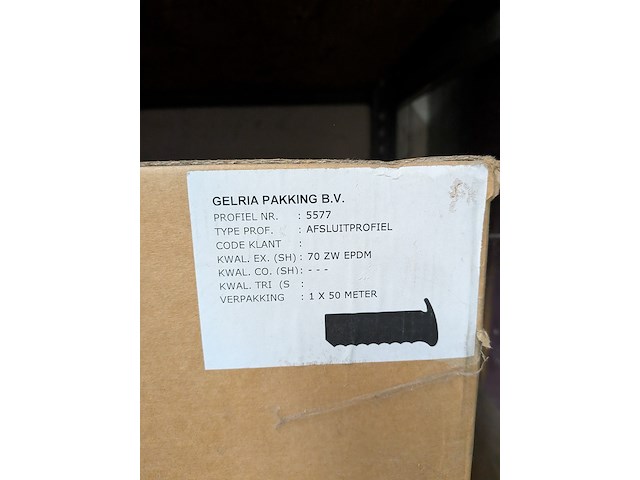 GELRIA PAKKING B.V.
PROFIEL NR. : 5577
TYPE PROF. : AFSLUITPROFIEL
CODE KLANT :
KWAL. EX. (SH) : 70 ZW EPDM
KWAL. CO. (SH) : - - -
KWAL. TRI (S :
VERPAKKING : 1 X 50 METER